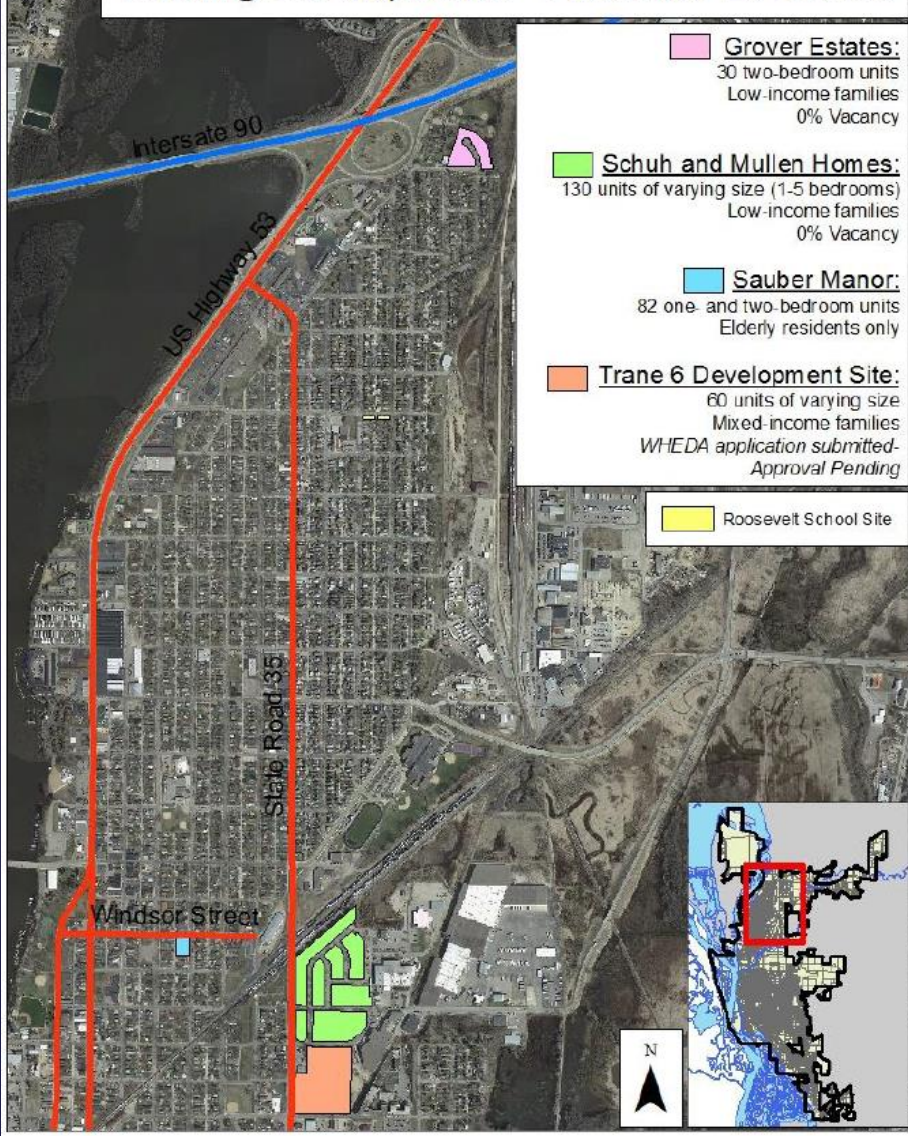 Grover Estates:
30 two-bedroom units
Low-income families
0% Vacancy
Schuh and Mullen Homes:
130 units of varying size (1-5 bedrooms)
Low-income families
0% Vacancy
Sauber Manor:
82 one- and two-bedroom units
Elderly residents only
Trane 6 Development Site:
60 units of varying size
Mixed-income families
WHEDA application submitted-
Approval Pending
Roosevelt School Site
Intersate 90
US Highway 53
State Road 35
Windsor Street
N